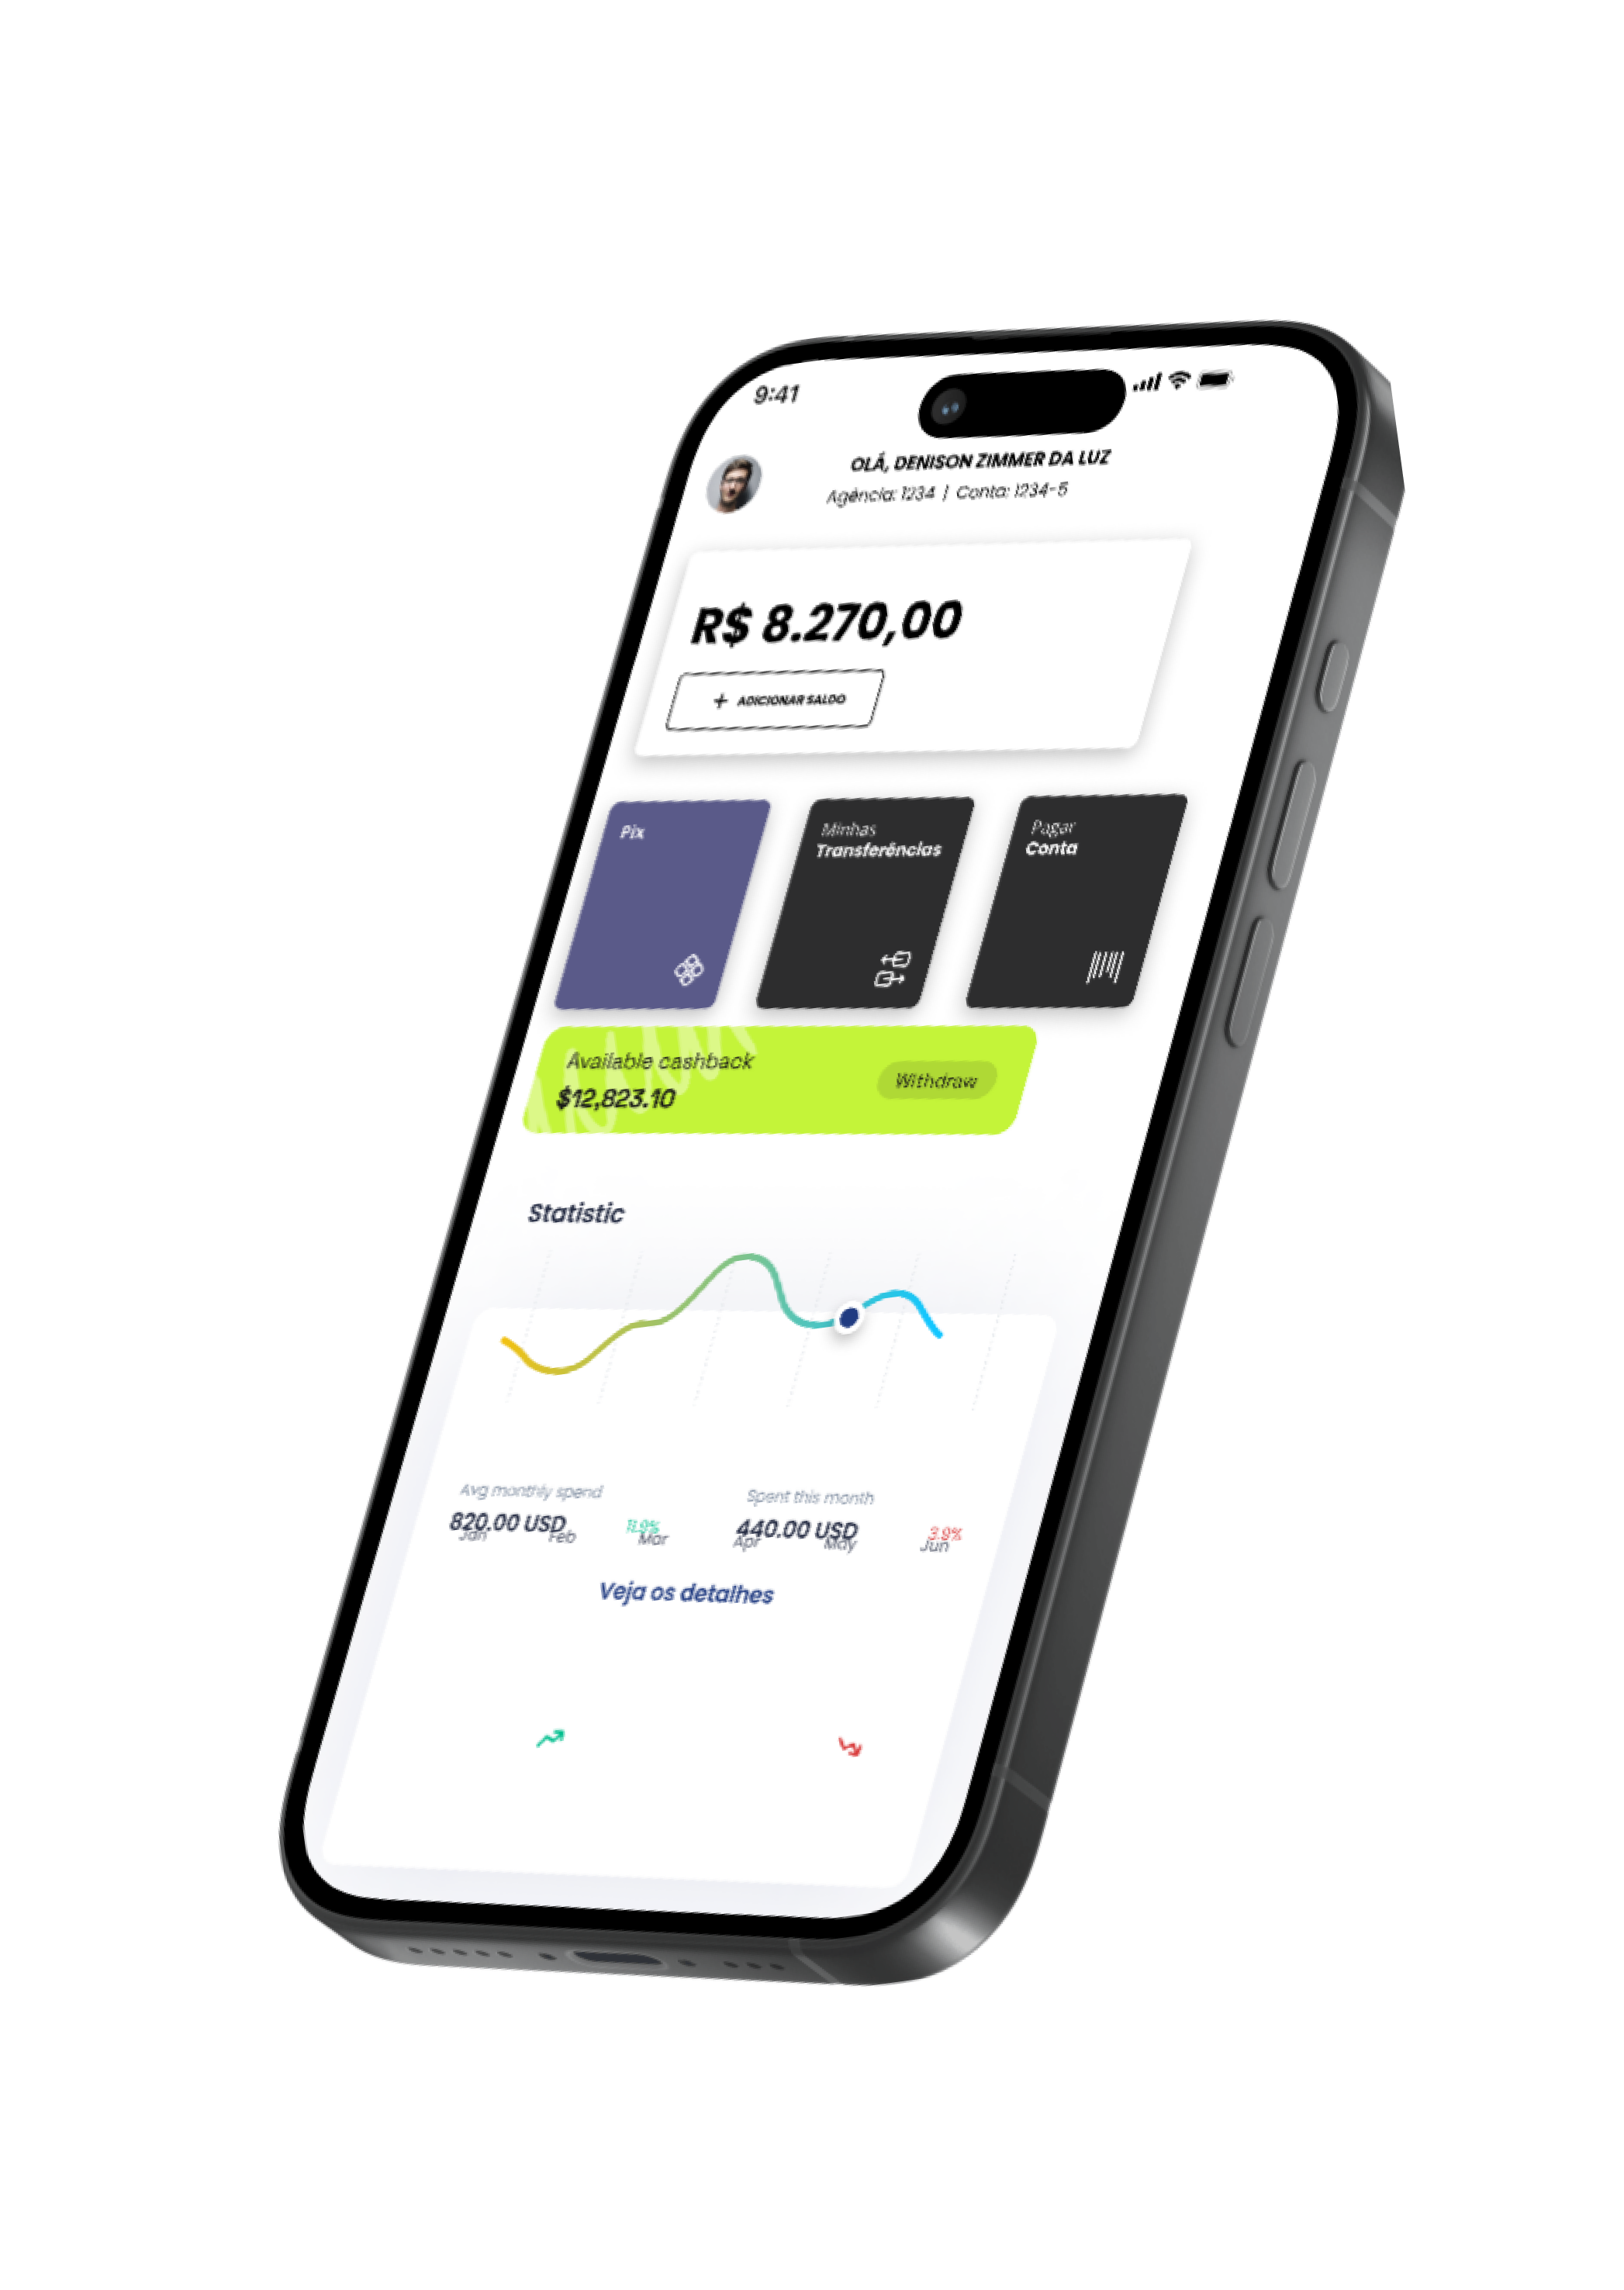 9:41
OLÁ, DENISON ZIMMER DA LUZ
Agência: 1234 | Conta: 1234-5
R$ 8.270,00
+ ADICIONAR SALDO
Pix
Minhas
Transferências
Pagar
Conta
Available cashback
$12,823.10
Withdraw
Statistic
Avg monthly spend
820.00 USD
11.9%
Spent this month
440.00 USD
3.9%
Jan Feb Mar Apr May Jun
Veja os detalhes